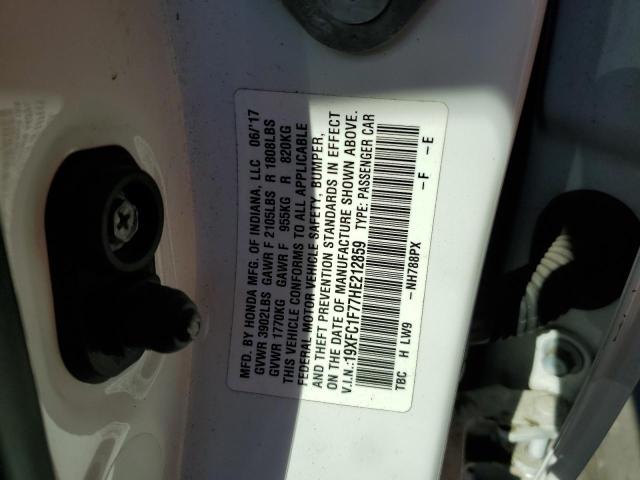 MFD. BY HONDA MFG. OF INDIANA, LLC 06/'17
GVWR 3902LBS GAWR F 2105LBS R 1808LBS
GVWR 1770KG GAWR F 955KG R 820KG
THIS VEHICLE CONFORMS TO ALL APPLICABLE
FEDERAL MOTOR VEHICLE SAFETY, BUMPER,
AND THEFT PREVENTION STANDARDS IN EFFECT
ON THE DATE OF MANUFACTURE SHOWN ABOVE.
V.I.N.:19XFC1F77HE212859 TYPE: PASSENGER CAR
TBC H LW9 -NH788PX -F -E